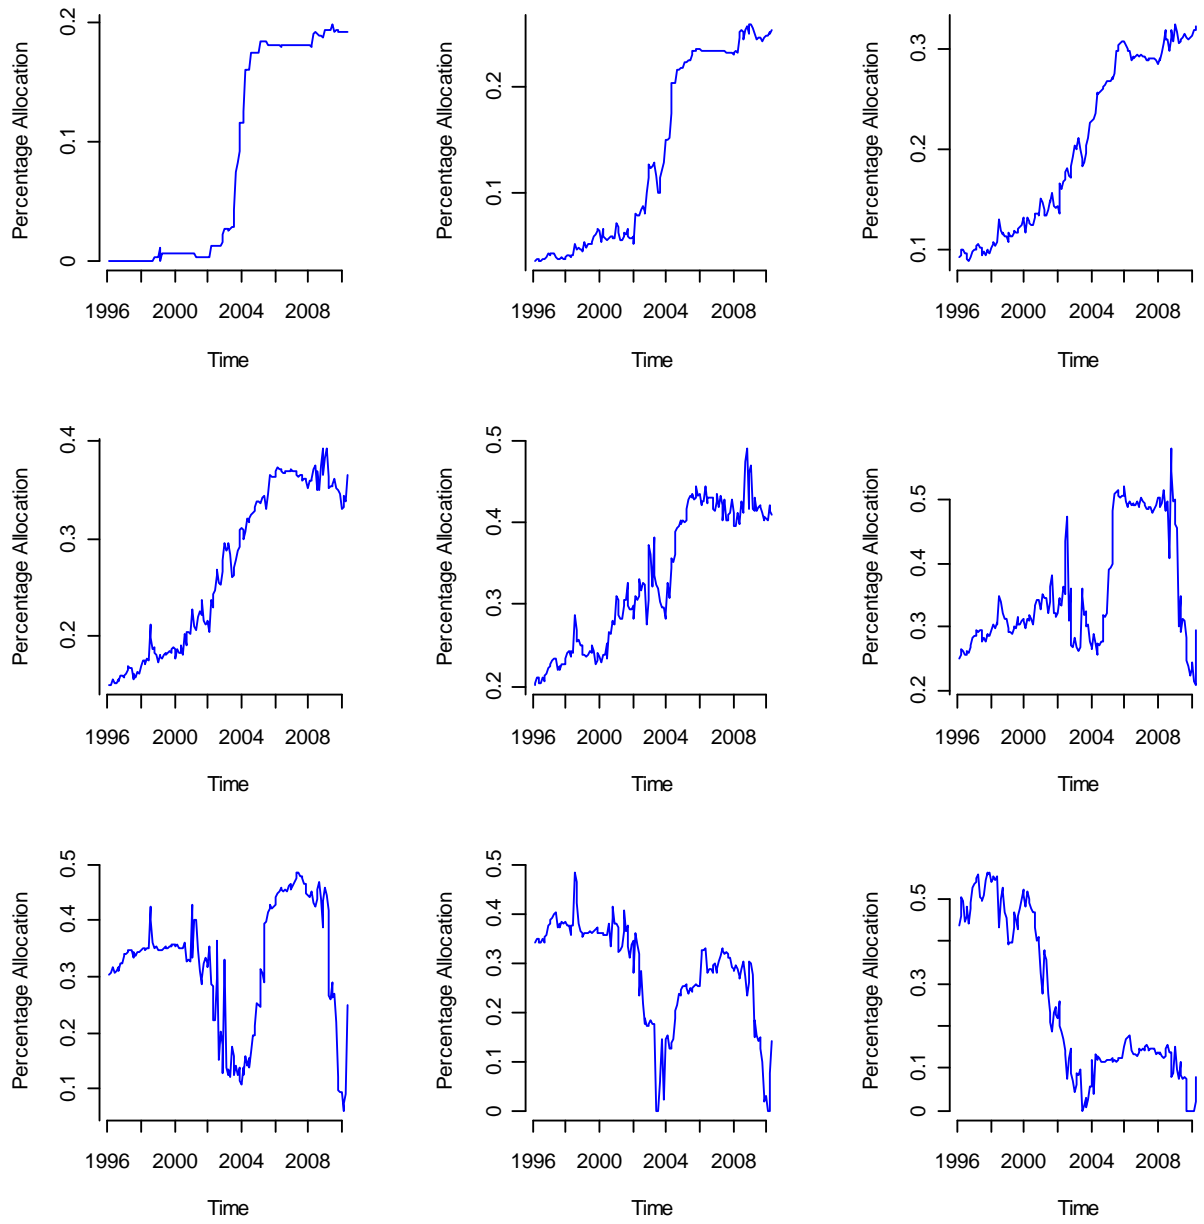 Percentage Allocation
0 0.1 0.2
1996 2000 2004 2008
Time
Percentage Allocation
0.1 0.2
1996 2000 2004 2008
Time
Percentage Allocation
0.1 0.2 0.3
1996 2000 2004 2008
Time
Percentage Allocation
0.2 0.3 0.4
1996 2000 2004 2008
Time
Percentage Allocation
0.2 0.3 0.4 0.5
1996 2000 2004 2008
Time
Percentage Allocation
0.2 0.3 0.4 0.5
1996 2000 2004 2008
Time
Percentage Allocation
0.1 0.2 0.3 0.4 0.5
1996 2000 2004 2008
Time
Percentage Allocation
0 0.1 0.2 0.3 0.4 0.5
1996 2000 2004 2008
Time
Percentage Allocation
0 0.1 0.2 0.3 0.4 0.5
1996 2000 2004 2008
Time